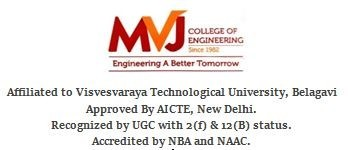 MVJ
COLLEGE OF
ENGINEERING
Since 1982
Engineering A Better Tomorrow
Affiliated to Visvesvaraya Technological University, Belagavi
Approved By AICTE, New Delhi.
Recognized by UGC with 2(f) & 12(B) status.
Accredited by NBA and NAAC.